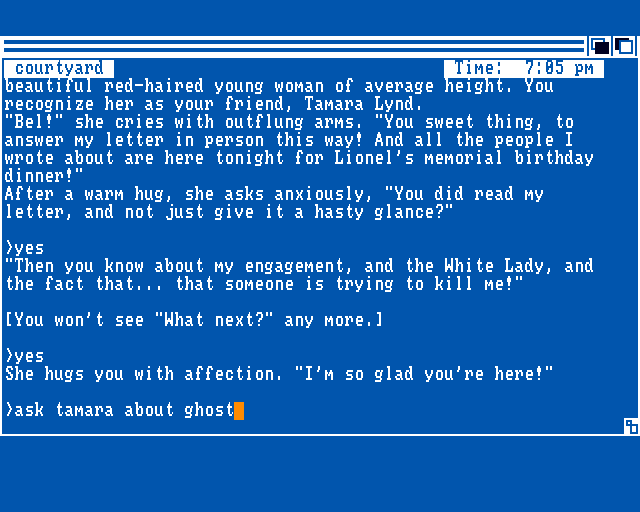 courtyard Time: 7:05 pm
beautiful red-haired young woman of average height. You
recognize her as your friend, Tamara Lynd.
"Bel!" she cries with outflung arms. "You sweet thing, to
answer my letter in person this way! And all the people I
wrote about are here tonight for Lionel's memorial birthday
dinner!"
After a warm hug, she asks anxiously, "You did read my
letter, and not just give it a hasty glance?"
>yes
"Then you know about my engagement, and the White Lady, and
the fact that... that someone is trying to kill me!"
[You won't see "What next?" any more.]
>yes
She hugs you with affection. "I'm so glad you're here!"
>ask tamara about ghost